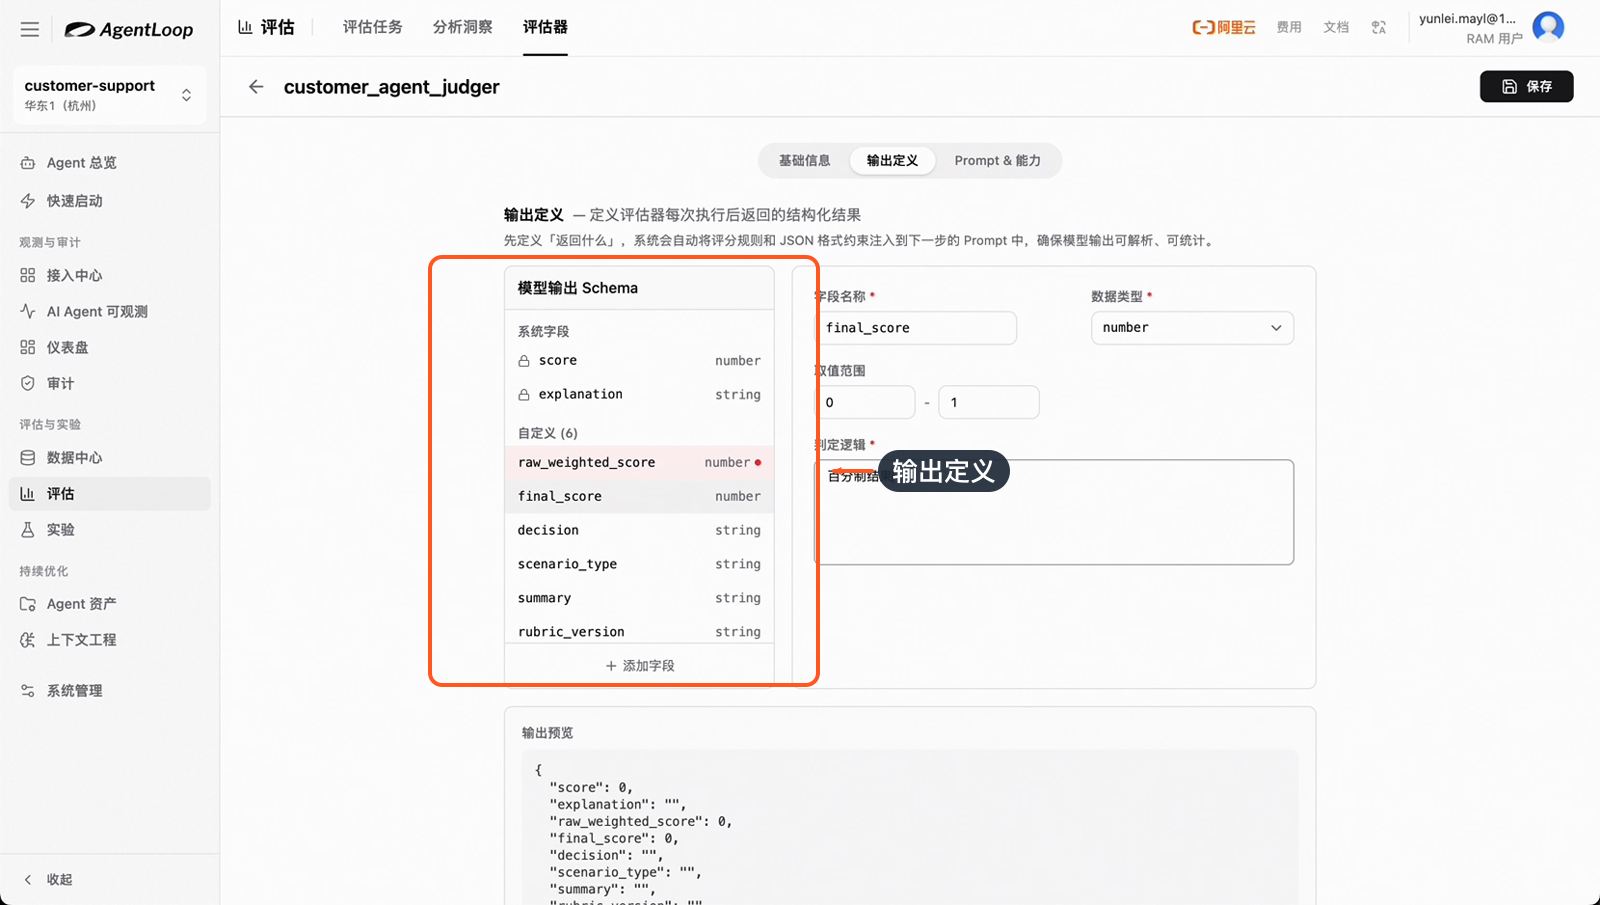 AgentLoop
评估
评估任务
分析洞察
评估器
阿里云
费用
文档
yunlei.mayl@1...
RAM 用户
customer-support
华东1（杭州）
customer_agent_judger
保存
Agent 总览
快速启动
观测与审计
接入中心
AI Agent 可观测
仪表盘
审计
评估与实验
数据中心
评估
实验
持续优化
Agent 资产
上下文工程
系统管理
收起
基础信息
输出定义
Prompt & 能力
输出定义 — 定义评估器每次执行后返回的结构化结果
先定义「返回什么」，系统会自动将评分规则和 JSON 格式约束注入到下一步的 Prompt 中，确保模型输出可解析、可统计。
模型输出 Schema
系统字段
score number
explanation string
自定义 (6)
raw_weighted_score number
final_score number
decision string
scenario_type string
summary string
rubric_version string
+ 添加字段
字段名称 *
final_score
数据类型 *
number
取值范围
0 - 1
判定逻辑 *
百分制结
输出定义
输出预览
{
"score": 0,
"explanation": "",
"raw_weighted_score": 0,
"final_score": 0,
"decision": "",
"scenario_type": "",
"summary": "",
"rubric_version": ""